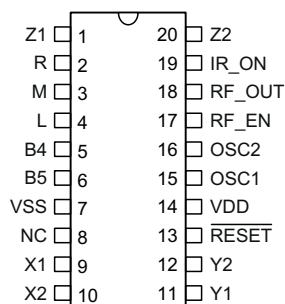 Z1 1 20 Z2
R 2 19 IR_ON
M 3 18 RF_OUT
L 4 17 RF_EN
B4 5 16 OSC2
B5 6 15 OSC1
VSS 7 14 VDD
NC 8 13 RESET
X1 9 12 Y2
X2 10 11 Y1